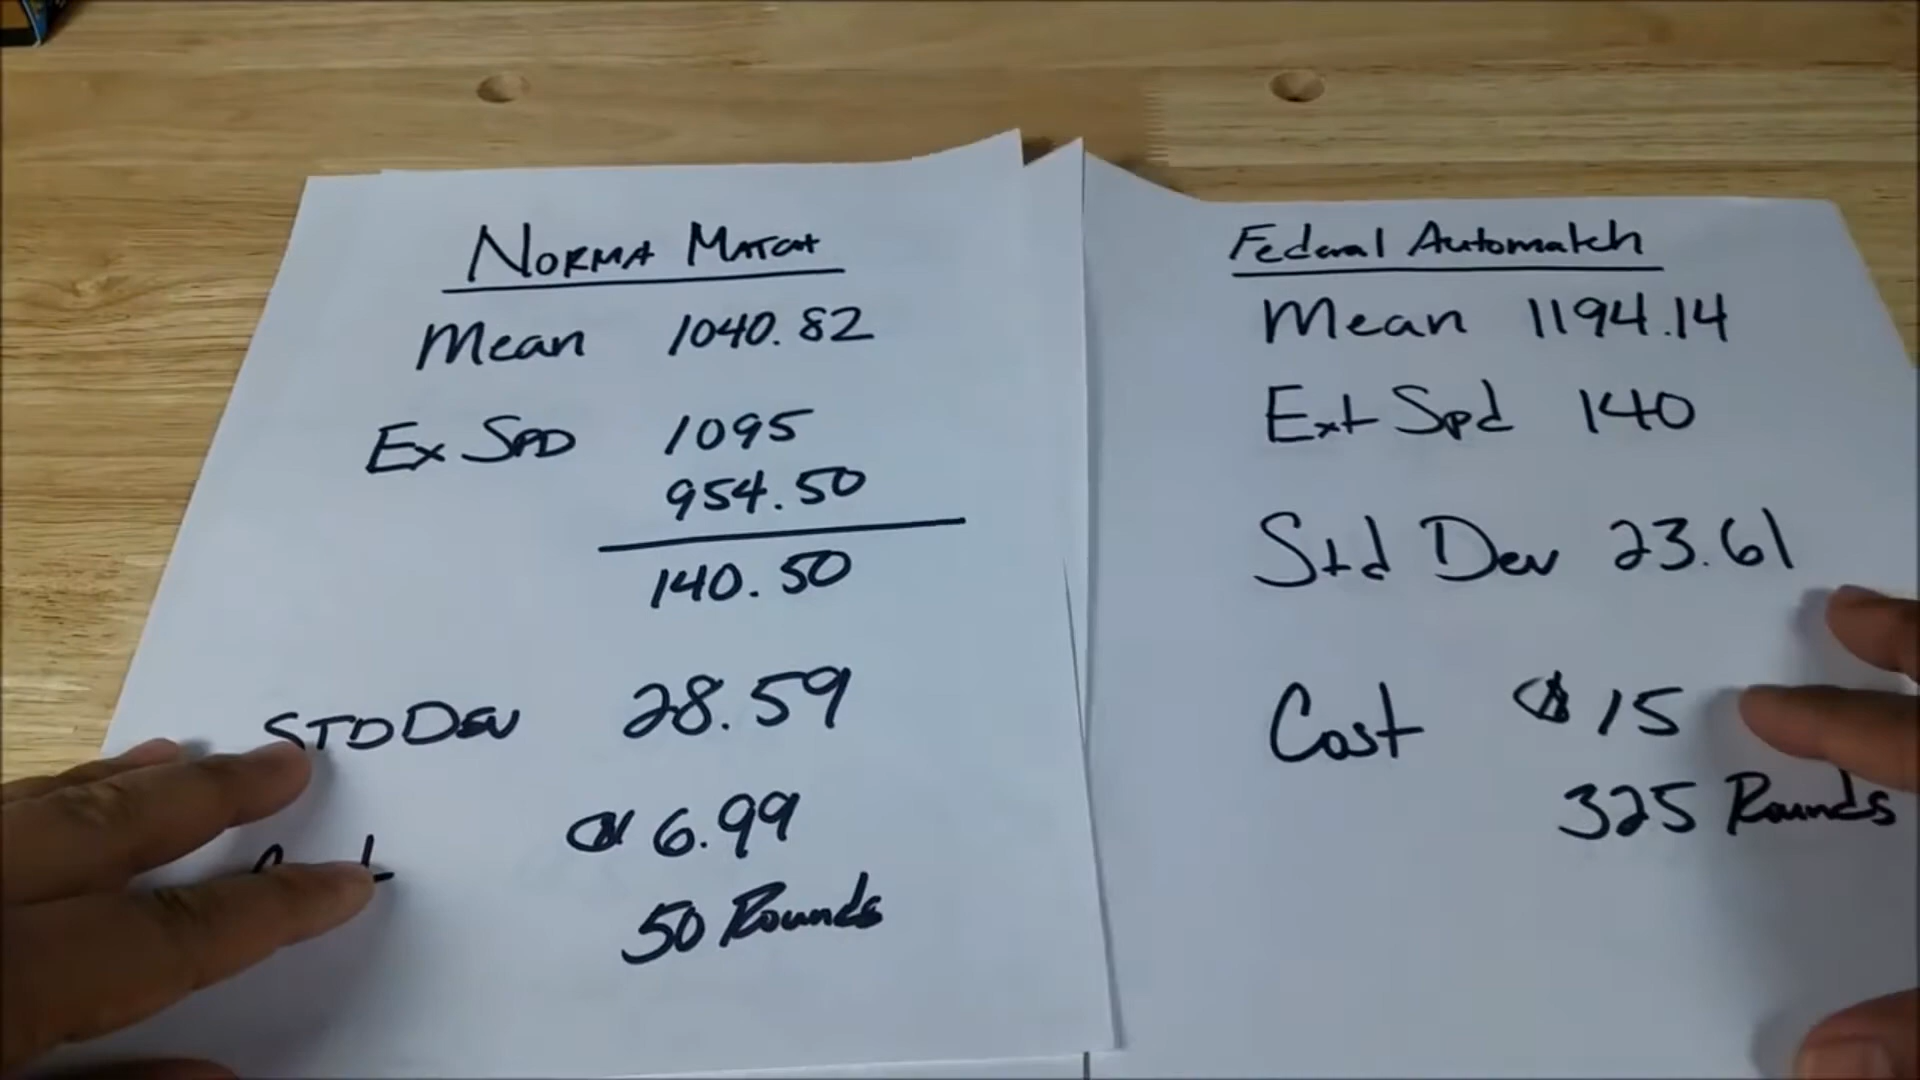 NORMA MATCH
Mean 1040.82
Ex SPD 1095
954.50
140.50
STD DEV 28.59
$6.99
50 Rounds
Federal Automatch
Mean 1194.14
Ext Spd 140
Std Dev 23.61
Cost $15
325 Rounds